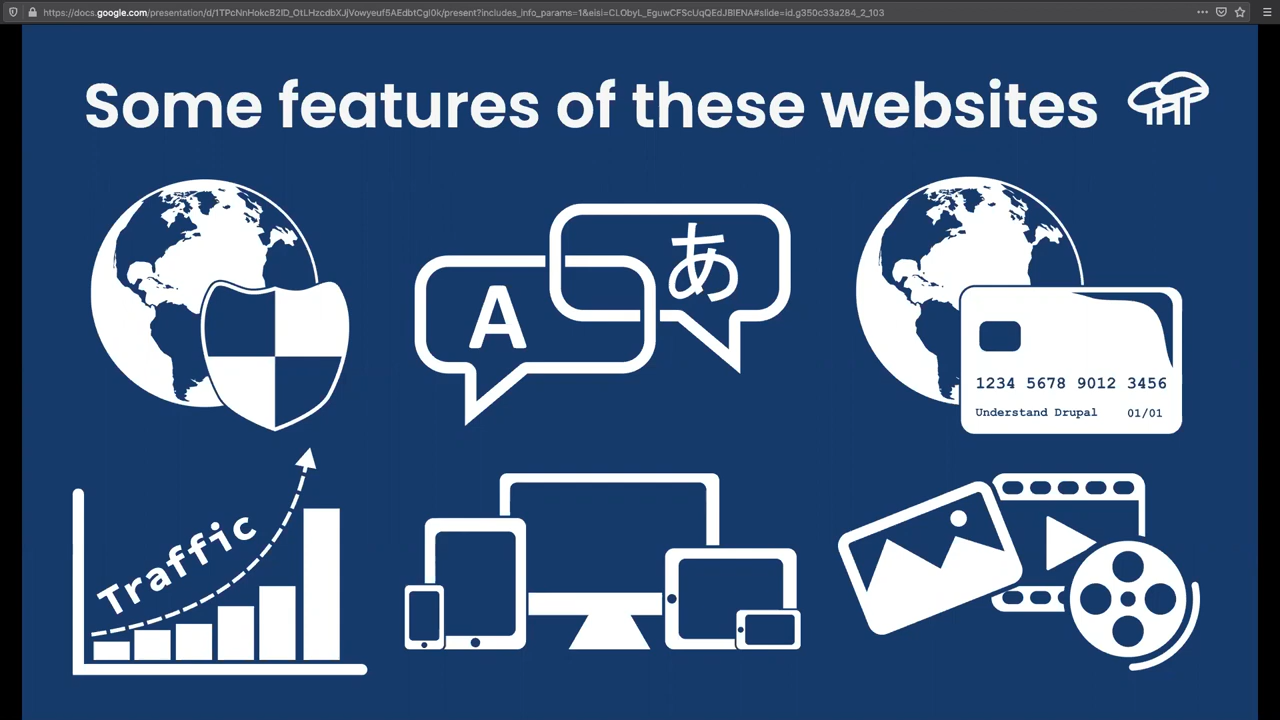 https://docs.google.com/presentation/d/1TPcNnHokcB2ID_OtLHzcdbXJjVowyeuf5AEdbtCgI0k/present?includes_info_params=1&eisi=CLObyL_EguwCFScUqQEdJBIENA#slide=id.g350c33a284_2_103
Some features of these websites
A
あ
1234 5678 9012 3456
Understand Drupal 01/01
Traffic